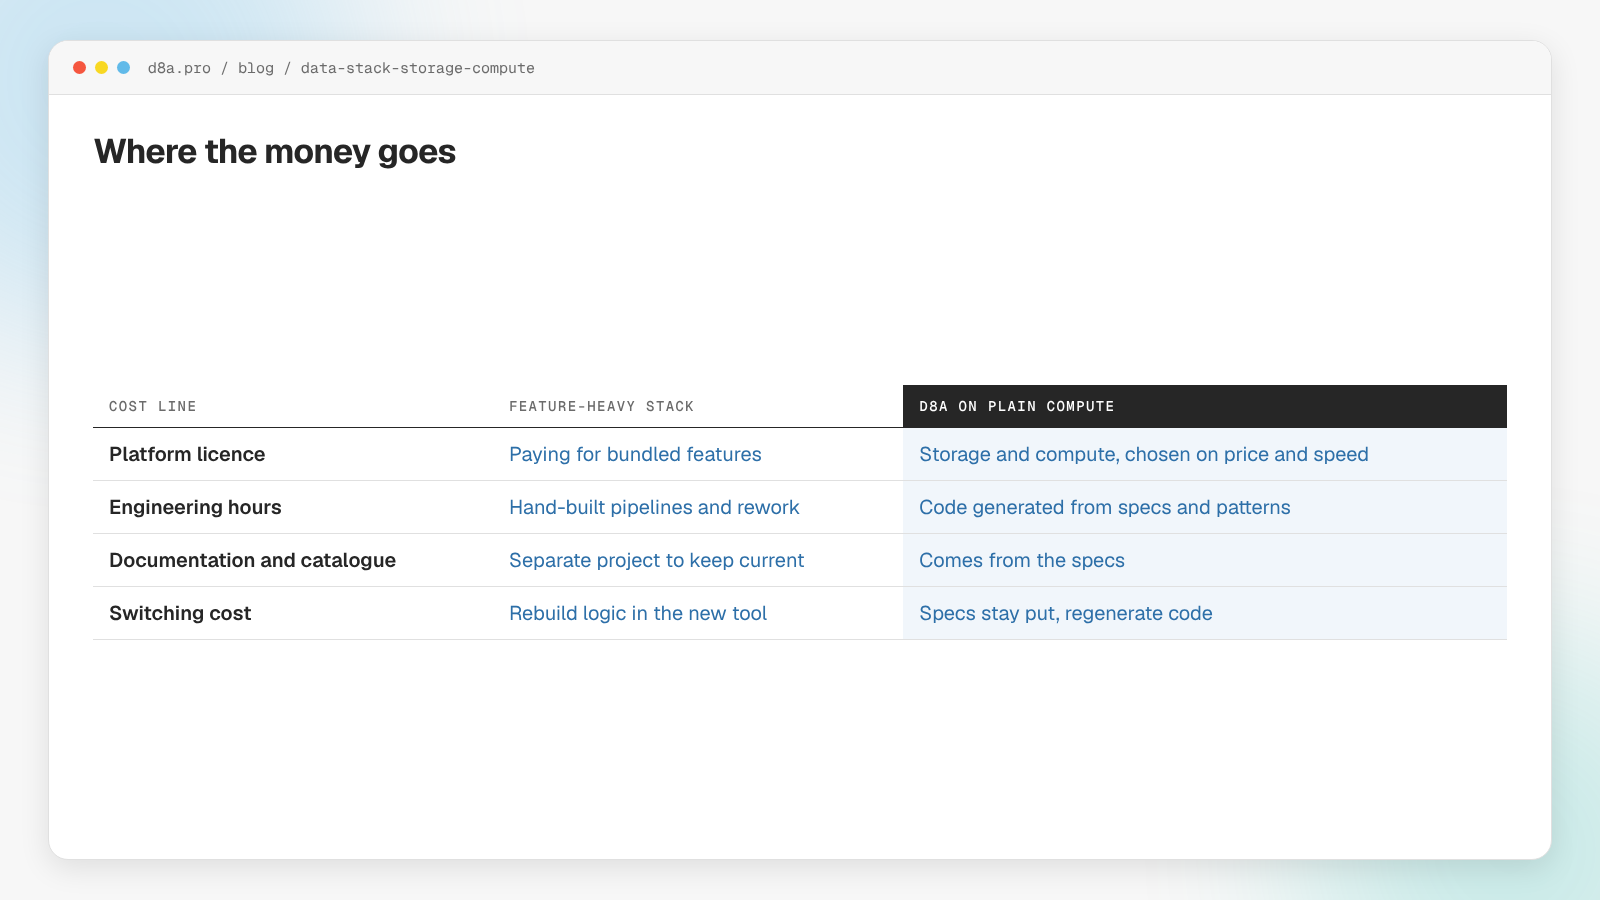 d8a.pro / blog / data-stack-storage-compute
Where the money goes
COST LINE FEATURE-HEAVY STACK D8A ON PLAIN COMPUTE
Platform licence Paying for bundled features Storage and compute, chosen on price and speed
Engineering hours Hand-built pipelines and rework Code generated from specs and patterns
Documentation and catalogue Separate project to keep current Comes from the specs
Switching cost Rebuild logic in the new tool Specs stay put, regenerate code